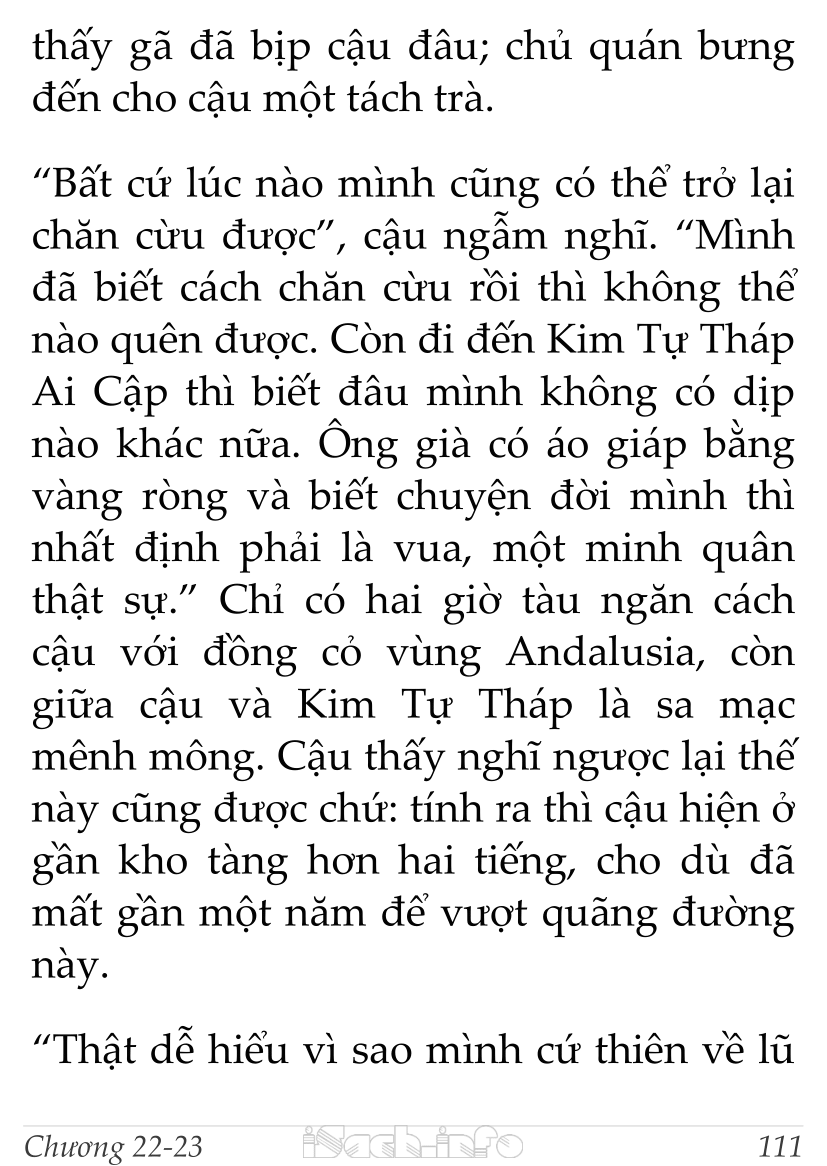 thấy gã đã bịp cậu đâu; chủ quán bưng
đến cho cậu một tách trà.
“Bất cứ lúc nào mình cũng có thể trở lại
chăn cừu được”, cậu ngẫm nghĩ. “Mình
đã biết cách chăn cừu rồi thì không thể
nào quên được. Còn đi đến Kim Tự Tháp
Ai Cập thì biết đâu mình không có dịp
nào khác nữa. Ông già có áo giáp bằng
vàng ròng và biết chuyện đời mình thì
nhất định phải là vua, một minh quân
thật sự.” Chỉ có hai giờ tàu ngăn cách
cậu với đồng cỏ vùng Andalusia, còn
giữa cậu và Kim Tự Tháp là sa mạc
mênh mông. Cậu thấy nghĩ ngược lại thế
này cũng được chứ: tính ra thì cậu hiện ở
gần kho tàng hơn hai tiếng, cho dù đã
mất gần một năm để vượt quãng đường
này.
“Thật dễ hiểu vì sao mình cứ thiên về lũ
Chương 22-23 iSach.info 111